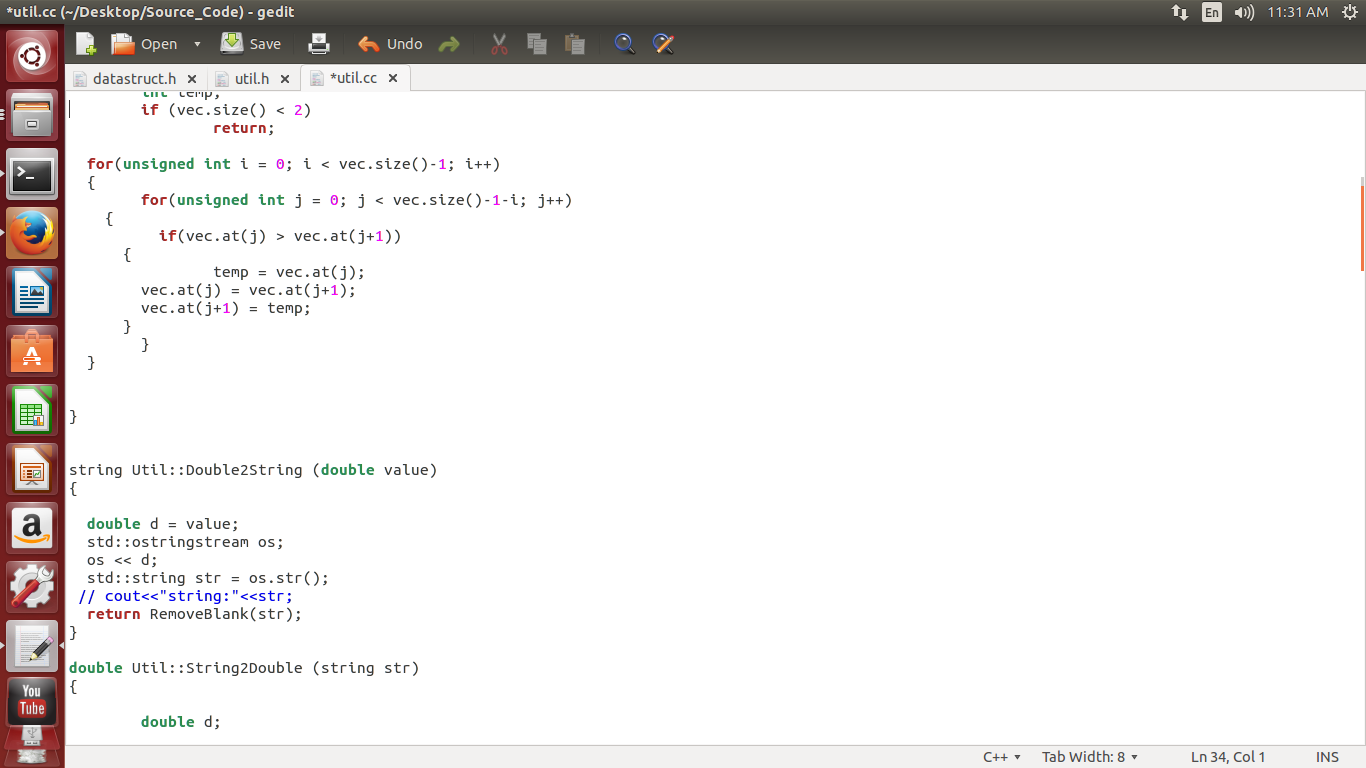 *util.cc (~/Desktop/Source_Code) - gedit
En
11:31 AM
Open
Save
Undo
datastruct.h
util.h
*util.cc
int temp;
if (vec.size() < 2)
return;
for(unsigned int i = 0; i < vec.size()-1; i++)
{
for(unsigned int j = 0; j < vec.size()-1-i; j++)
{
if(vec.at(j) > vec.at(j+1))
{
temp = vec.at(j);
vec.at(j) = vec.at(j+1);
vec.at(j+1) = temp;
}
}
}
}
string Util::Double2String (double value)
{
double d = value;
std::ostringstream os;
os << d;
std::string str = os.str();
// cout<<"string:"<<str;
return RemoveBlank(str);
}
double Util::String2Double (string str)
{
double d;
You
Tube
C++
Tab Width: 8
Ln 34, Col 1
INS